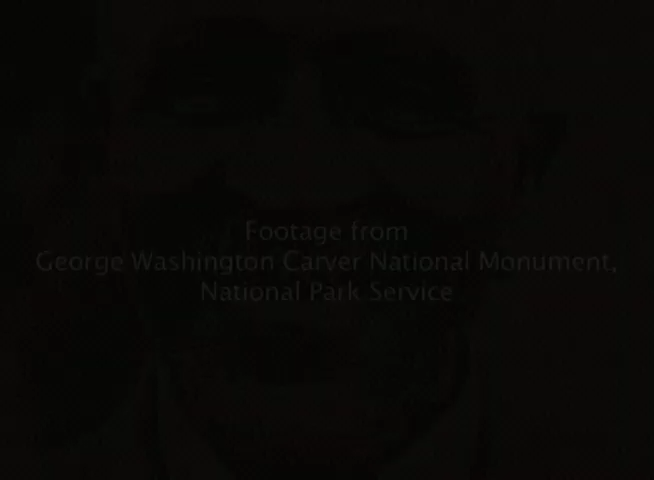 Footage from
George Washington Carver National Monument,
National Park Service